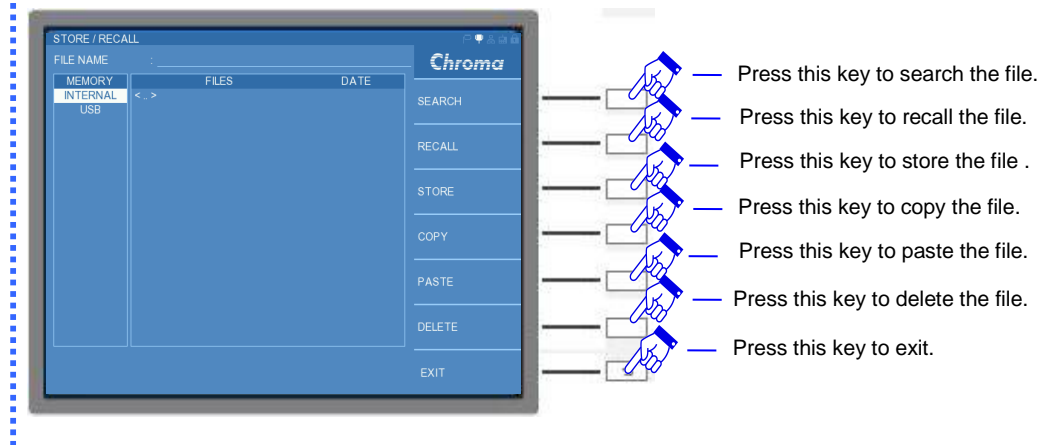 STORE / RECALL
FILE NAME :
Chroma
MEMORY FILES DATE
INTERNAL < .. >
USB
SEARCH
RECALL
STORE
COPY
PASTE
DELETE
EXIT
Press this key to search the file.
Press this key to recall the file.
Press this key to store the file .
Press this key to copy the file.
Press this key to paste the file.
Press this key to delete the file.
Press this key to exit.